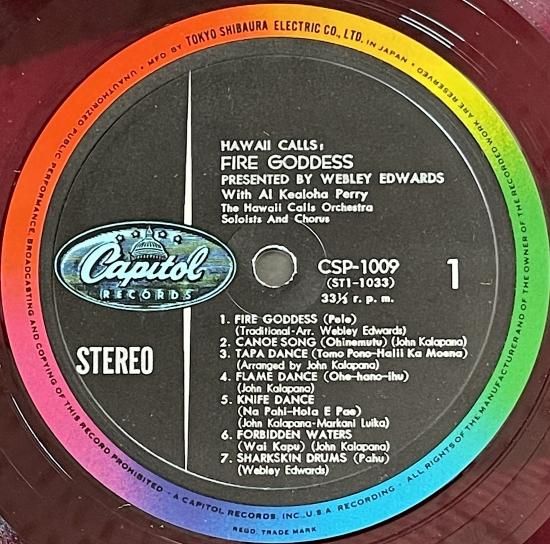 MFD BY TOKYO SHIBAURA ELECTRIC CO., LTD. IN JAPAN • ALL RIGHTS OF THE MANUFACTURER AND OF THE OWNER OF THE RECORDED WORK ARE RESERVED
UNAUTHORIZED PUBLIC PERFORMANCE, BROADCASTING AND COPYING OF THIS RECORD PROHIBITED • A CAPITOL RECORDS, INC., U.S.A. RECORDING •
HAWAII CALLS:
FIRE GODDESS
PRESENTED BY WEBLEY EDWARDS
With Al Kealoha Perry
The Hawaii Calls Orchestra
Soloists And Chorus
Capitol
RECORDS
STEREO
CSP-1009
(ST1-1033)
33⅓ r. p. m.
1
1. FIRE GODDESS (Pele)
(Traditional-Arr. Webley Edwards)
2. CANOE SONG (Ohinemutu) (John Kalapana)
3. TAPA DANCE (Tomo Pono-Halii Ka Moena)
(Arranged by John Kalapana)
4. FLAME DANCE (Ohe-hano-ihu)
(John Kalapana)
5. KNIFE DANCE
(Na Pahi-Hola E Pae)
(John Kalapana-Markani Luika)
6. FORBIDDEN WATERS
(Wai Kapu) (John Kalapana)
7. SHARKSKIN DRUMS (Pahu)
(Webley Edwards)
REGD. TRADE MARK